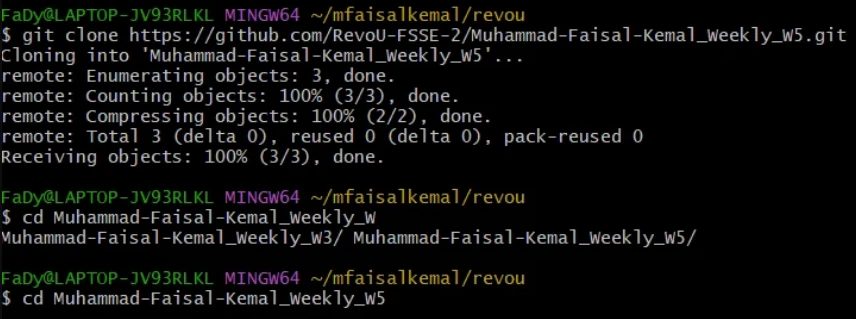 FaDy@LAPTOP-JV93RLKL MINGW64 ~/mfaisalkemal/revou
$ git clone https://github.com/RevoU-FSSE-2/Muhammad-Faisal-Kemal_Weekly_W5.git
Cloning into 'Muhammad-Faisal-Kemal_Weekly_W5'...
remote: Enumerating objects: 3, done.
remote: Counting objects: 100% (3/3), done.
remote: Compressing objects: 100% (2/2), done.
remote: Total 3 (delta 0), reused 0 (delta 0), pack-reused 0
Receiving objects: 100% (3/3), done.
FaDy@LAPTOP-JV93RLKL MINGW64 ~/mfaisalkemal/revou
$ cd Muhammad-Faisal-Kemal_Weekly_W
Muhammad-Faisal-Kemal_Weekly_W3/ Muhammad-Faisal-Kemal_Weekly_W5/
FaDy@LAPTOP-JV93RLKL MINGW64 ~/mfaisalkemal/revou
$ cd Muhammad-Faisal-Kemal_Weekly_W5